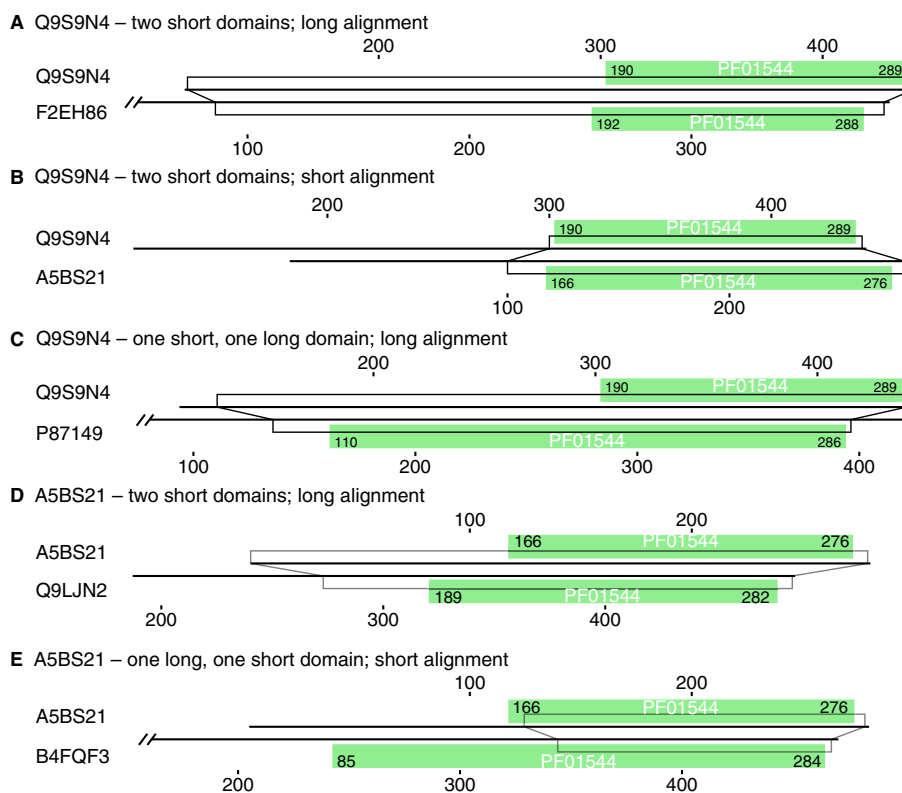 A Q9S9N4 – two short domains; long alignment
200 300 400
Q9S9N4 190 PF01544 289
F2EH86 192 PF01544 288
100 200 300
B Q9S9N4 – two short domains; short alignment
200 300 400
Q9S9N4 190 PF01544 289
A5BS21 166 PF01544 276
100 200
C Q9S9N4 – one short, one long domain; long alignment
200 300 400
Q9S9N4 190 PF01544 289
P87149 110 PF01544 286
100 200 300 400
D A5BS21 – two short domains; long alignment
100 200
A5BS21 166 PF01544 276
Q9LJN2 189 PF01544 282
200 300 400
E A5BS21 – one long, one short domain; short alignment
100 200
A5BS21 166 PF01544 276
B4FQF3 85 PF01544 284
200 300 400